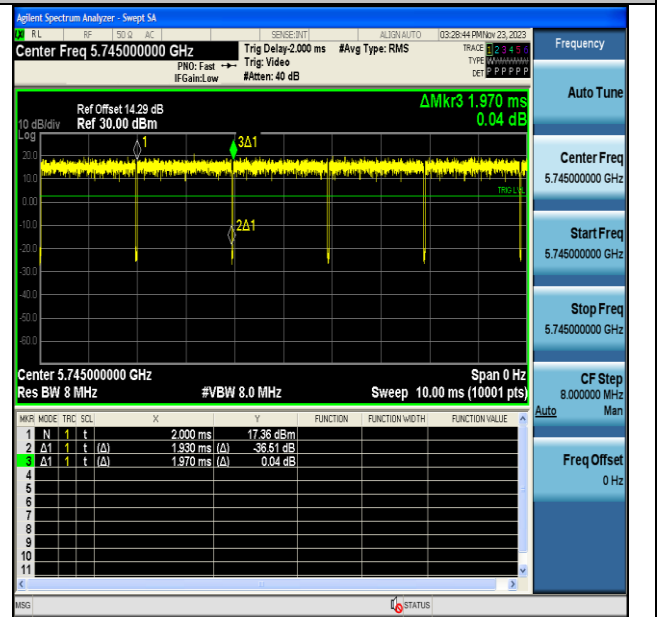 Agilent Spectrum Analyzer - Swept SA
RL RF 50 Ω AC SENSE:INT ALIGN AUTO 03:28:44 PM Nov 23, 2023
Center Freq 5.745000000 GHz Trig Delay-2.000 ms #Avg Type: RMS TRACE 1 2 3 4 5 6
PNO: Fast Trig: Video TYPE
IFGain:Low #Atten: 40 dB DET P P P P P
Frequency
Auto Tune
Ref Offset 14.29 dB ΔMkr3 1.970 ms
10 dB/div Ref 30.00 dBm 0.04 dB
Log
1 3Δ1
20.0
10.0
TRIG LVL
0.00
-10.0
2Δ1
-20.0
-30.0
-40.0
-50.0
-60.0
Center 5.745000000 GHz Span 0 Hz
Res BW 8 MHz #VBW 8.0 MHz Sweep 10.00 ms (10001 pts)
Center Freq
5.745000000 GHz
Start Freq
5.745000000 GHz
Stop Freq
5.745000000 GHz
CF Step
8.000000 MHz
Auto Man
Freq Offset
0 Hz
MKR MODE TRC SCL X Y FUNCTION FUNCTION WIDTH FUNCTION VALUE
1 N 1 t 2.000 ms 17.36 dBm
2 Δ1 1 t (Δ) 1.930 ms (Δ) -36.51 dB
3 Δ1 1 t (Δ) 1.970 ms (Δ) 0.04 dB
4
5
6
7
8
9
10
11
MSG STATUS